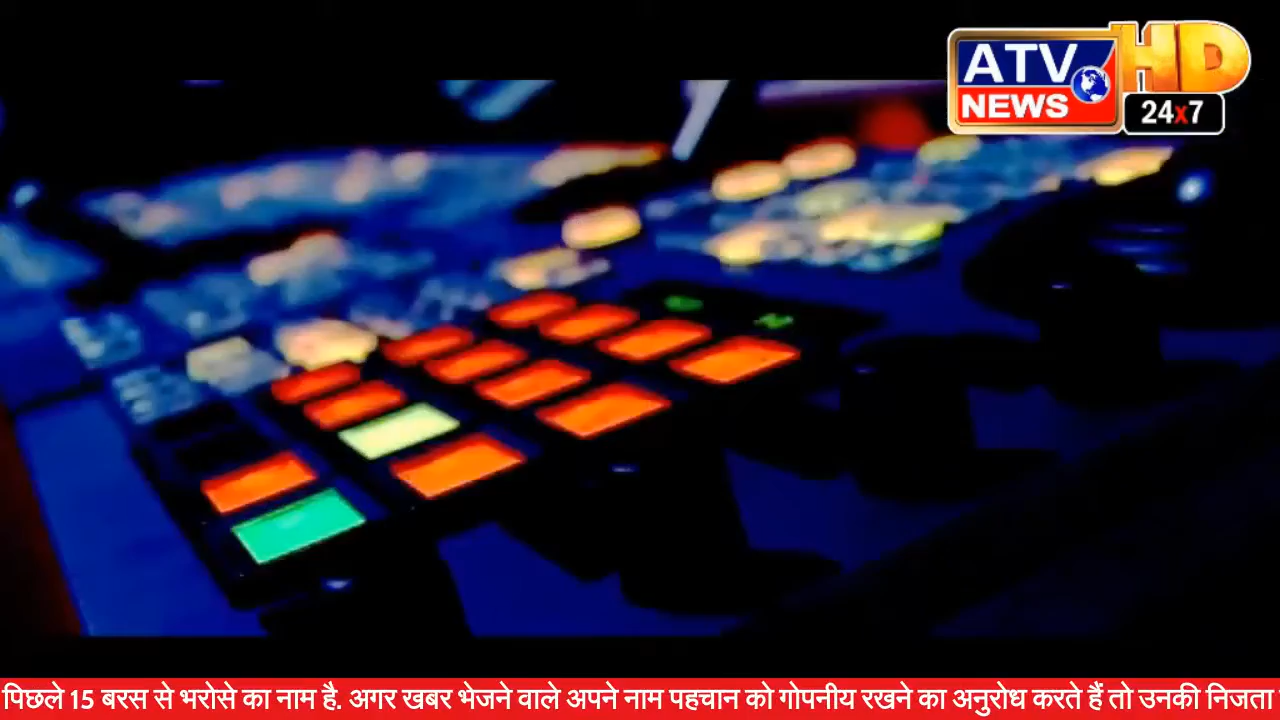 ATV HD
NEWS
24x7
पिछले 15 बरस से भरोसे का नाम है. अगर खबर भेजने वाले अपने नाम पहचान को गोपनीय रखने का अनुरोध करते हैं तो उनकी निजता